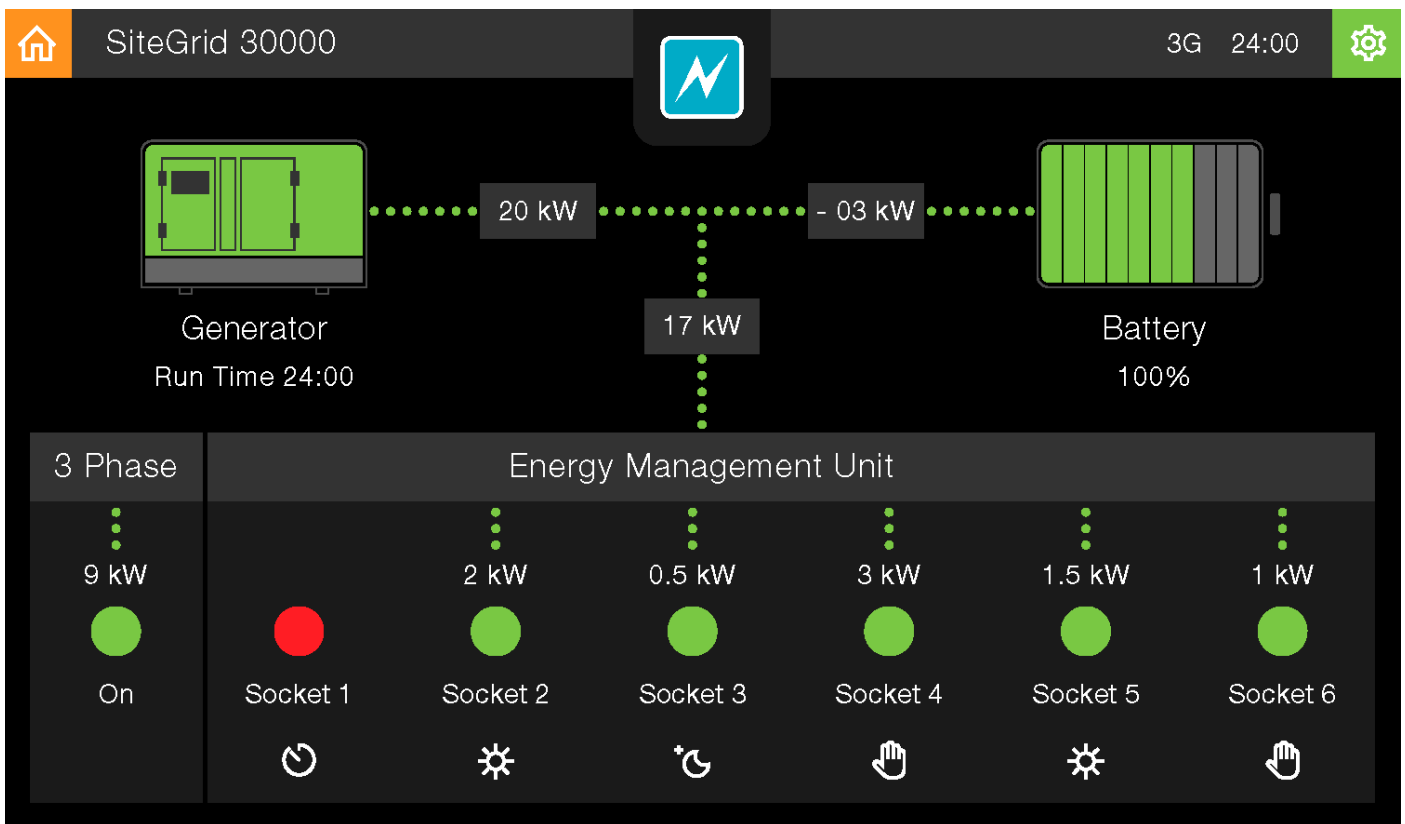 SiteGrid 30000
3G 24:00
20 kW
- 03 kW
17 kW
Generator
Run Time 24:00
Battery
100%
3 Phase
Energy Management Unit
9 kW
2 kW
0.5 kW
3 kW
1.5 kW
1 kW
On
Socket 1
Socket 2
Socket 3
Socket 4
Socket 5
Socket 6